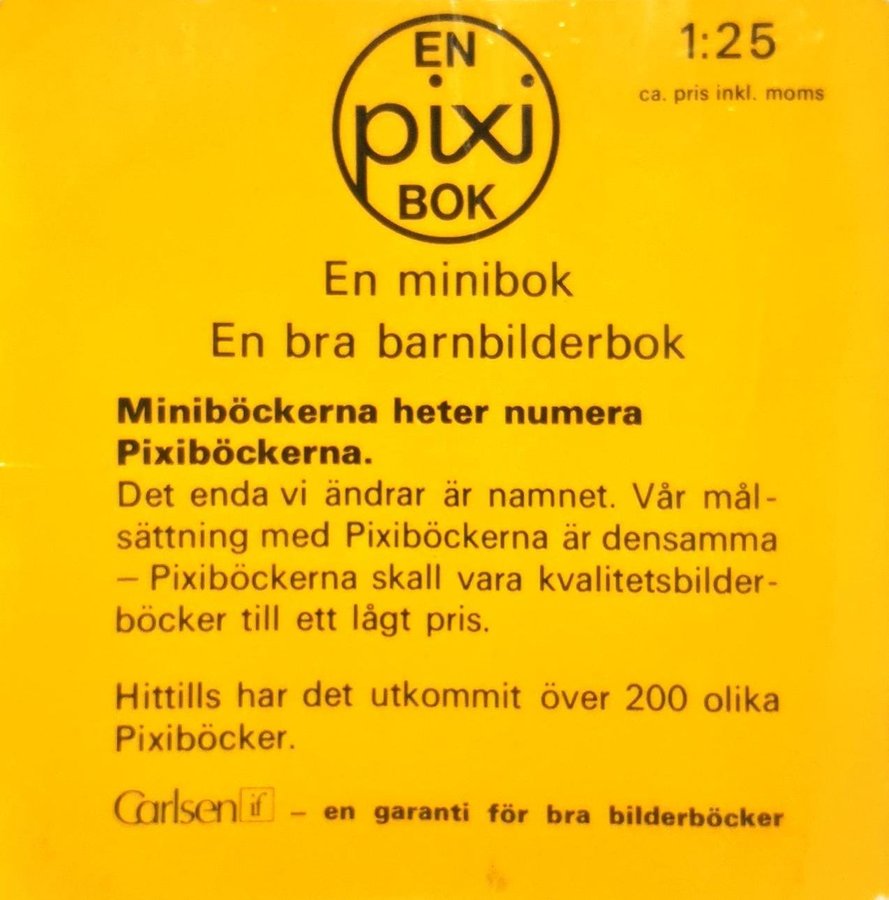 EN
pixi
BOK
1:25
ca. pris inkl. moms
En minibok
En bra barnbilderbok
Miniböckerna heter numera
Pixiböckerna.
Det enda vi ändrar är namnet. Vår mål-
sättning med Pixiböckerna är densamma
– Pixiböckerna skall vara kvalitetsbilder-
böcker till ett lågt pris.
Hittills har det utkommit över 200 olika
Pixiböcker.
Carlsen if – en garanti för bra bilderböcker